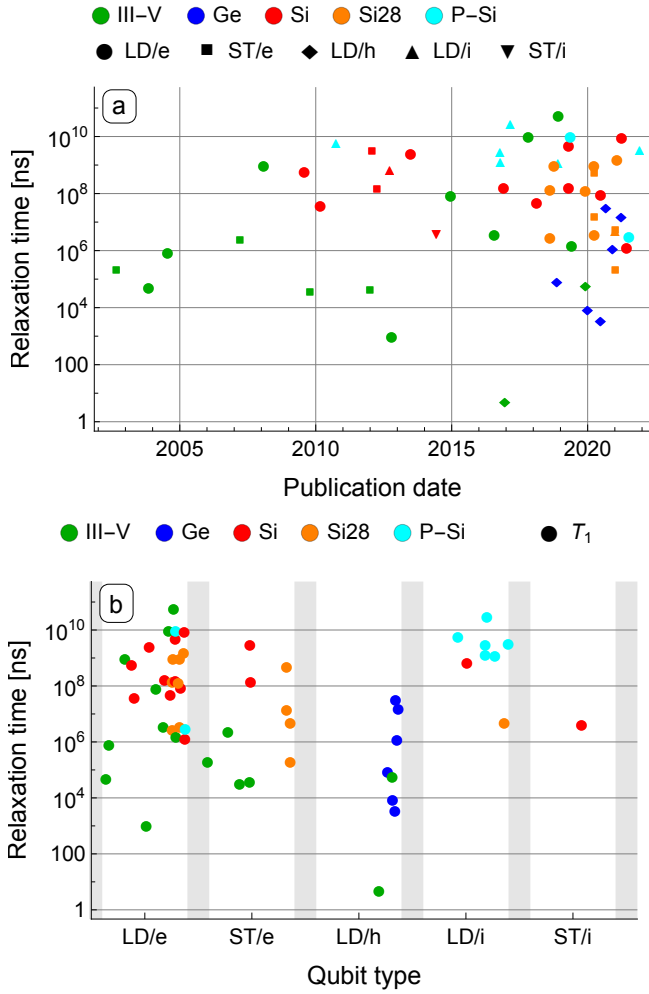 III–V Ge Si Si28 P–Si
LD/e ST/e LD/h LD/i ST/i
a
Relaxation time [ns]
10^10
10^8
10^6
10^4
100
1
2005 2010 2015 2020
Publication date
III–V Ge Si Si28 P–Si T_1
b
Relaxation time [ns]
10^10
10^8
10^6
10^4
100
1
LD/e ST/e LD/h LD/i ST/i
Qubit type